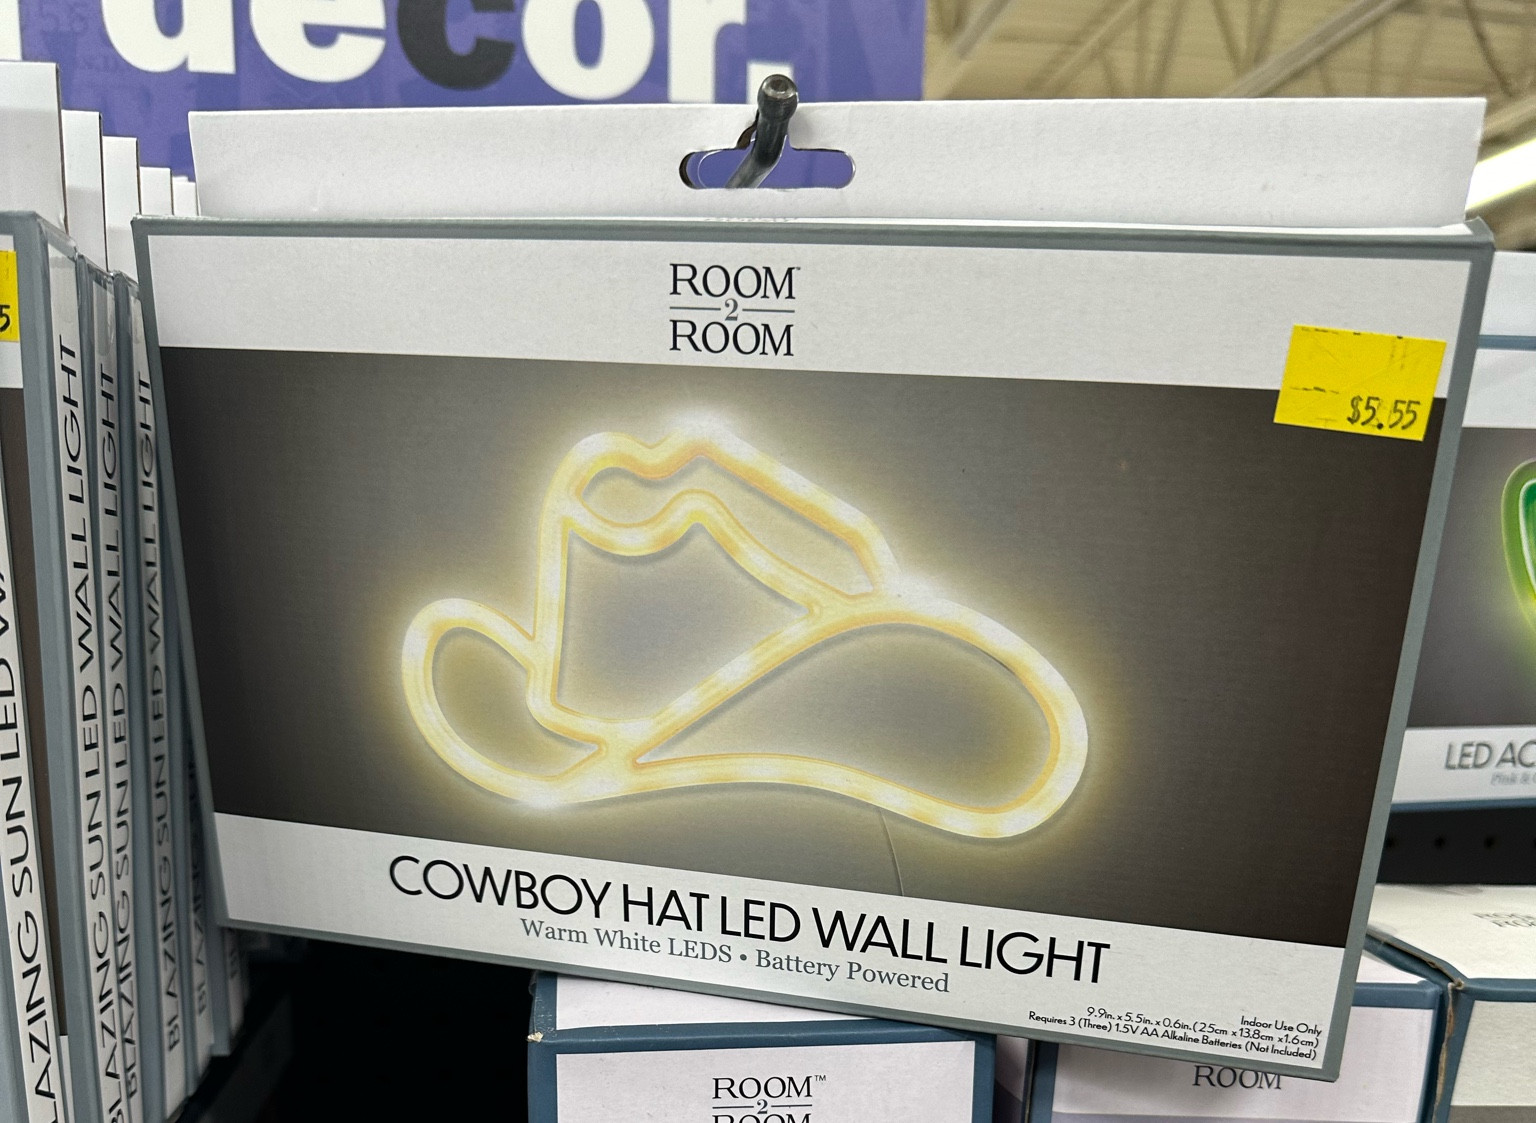 decor.
ROOM™
2
ROOM
$5.55
COWBOY HAT LED WALL LIGHT
Warm White LEDS • Battery Powered
Indoor Use Only
9.9in. x 5.5in. x 0.6in. (25cm x 13.8cm x 1.6cm)
Requires 3 (Three) 1.5V AA Alkaline Batteries (Not Included)
5
BLAZING SUN LED WALL LIGHT
BLAZING SUN LED WALL LIGHT
BLAZING SUN LED WALL LIGHT
LED AC
ROOM™
2
ROOM
ROOM